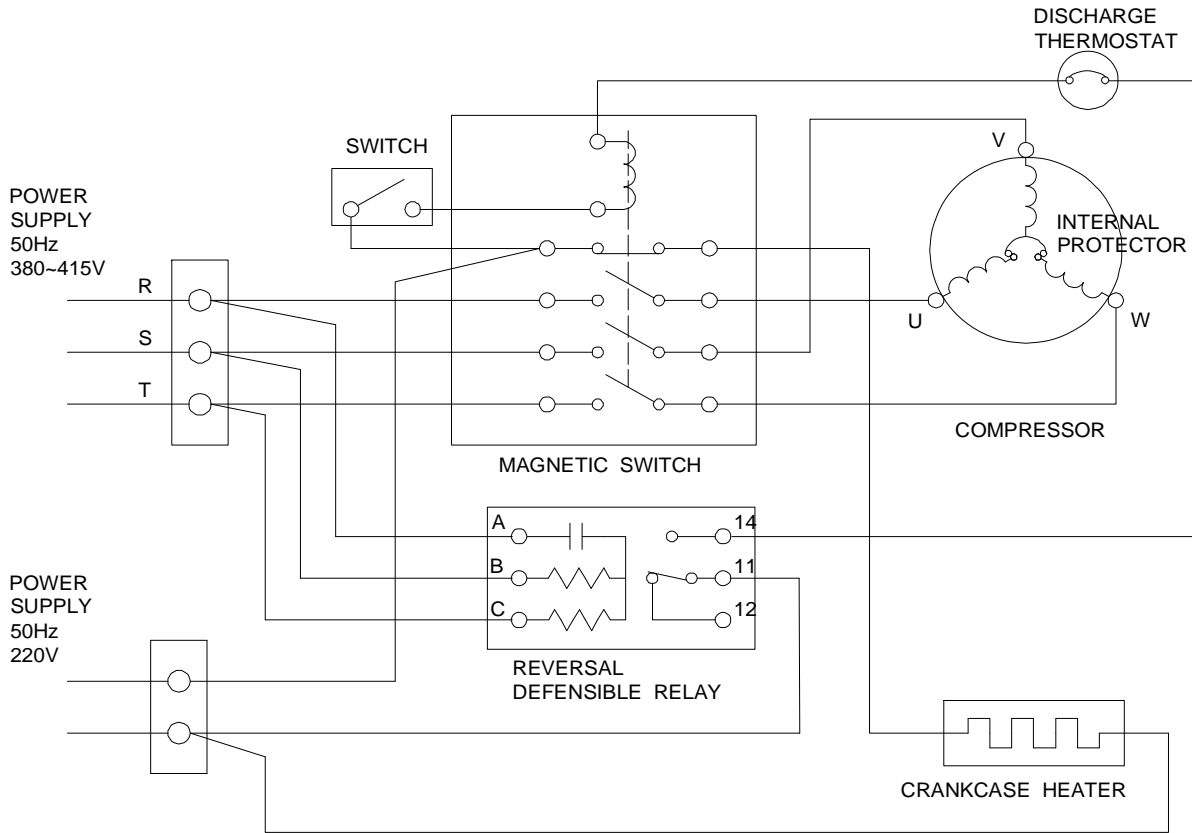 DISCHARGE
THERMOSTAT
SWITCH
V
POWER
SUPPLY
50Hz
380~415V
INTERNAL
PROTECTOR
R
U
W
S
T
COMPRESSOR
MAGNETIC SWITCH
A
14
B
11
C
12
POWER
SUPPLY
50Hz
220V
REVERSAL
DEFENSIBLE RELAY
CRANKCASE HEATER